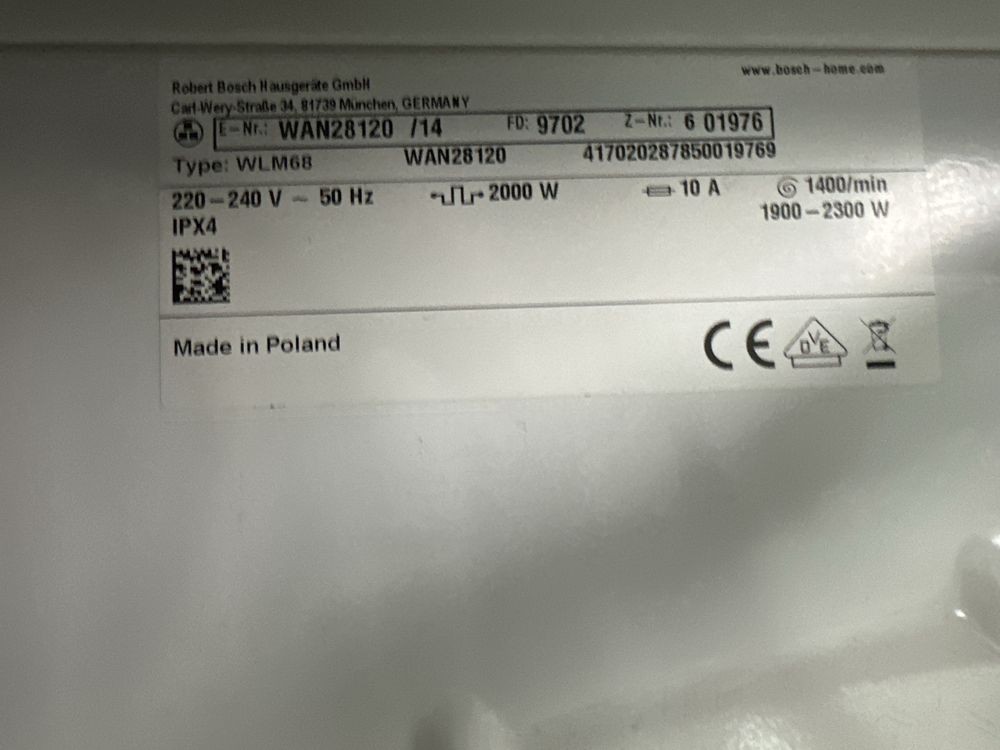 www.bosch-home.com
Robert Bosch Hausgeräte GmbH
Carl-Wery-Straße 34, 81739 München, GERMANY
E-Nr.: WAN28120 /14 FD: 9702 Z-Nr.: 6 01976
Type: WLM68 WAN28120 417020287850019769
220-240 V ~ 50 Hz 2000 W 10 A 1400/min
IPX4 1900-2300 W
Made in Poland
CE DVE